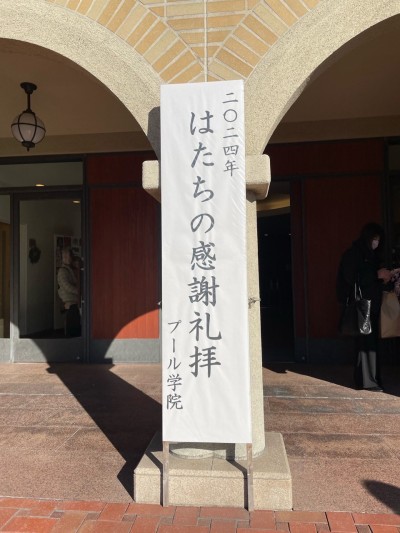 二〇二四年
はたちの感謝礼拝
プール学院